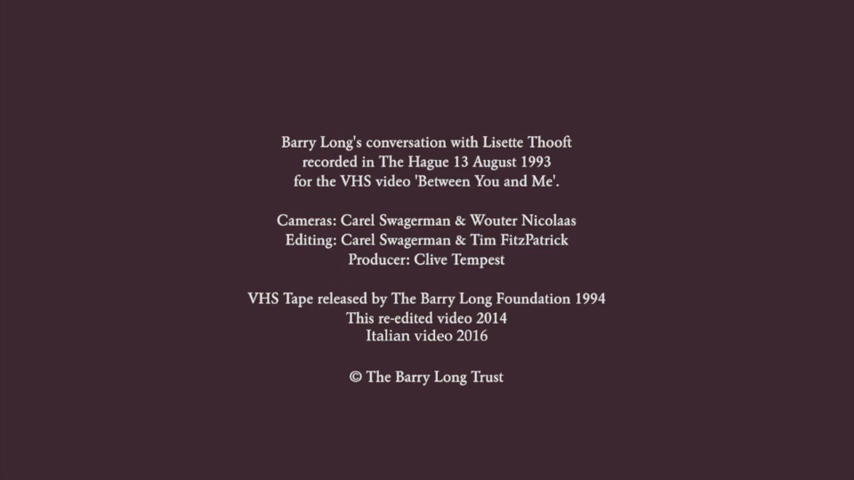 Barry Long's conversation with Lisette Thooft
recorded in The Hague 13 August 1993
for the VHS video 'Between You and Me'.
Cameras: Carel Swagerman & Wouter Nicolaas
Editing: Carel Swagerman & Tim FitzPatrick
Producer: Clive Tempest
VHS Tape released by The Barry Long Foundation 1994
This re-edited video 2014
Italian video 2016
© The Barry Long Trust